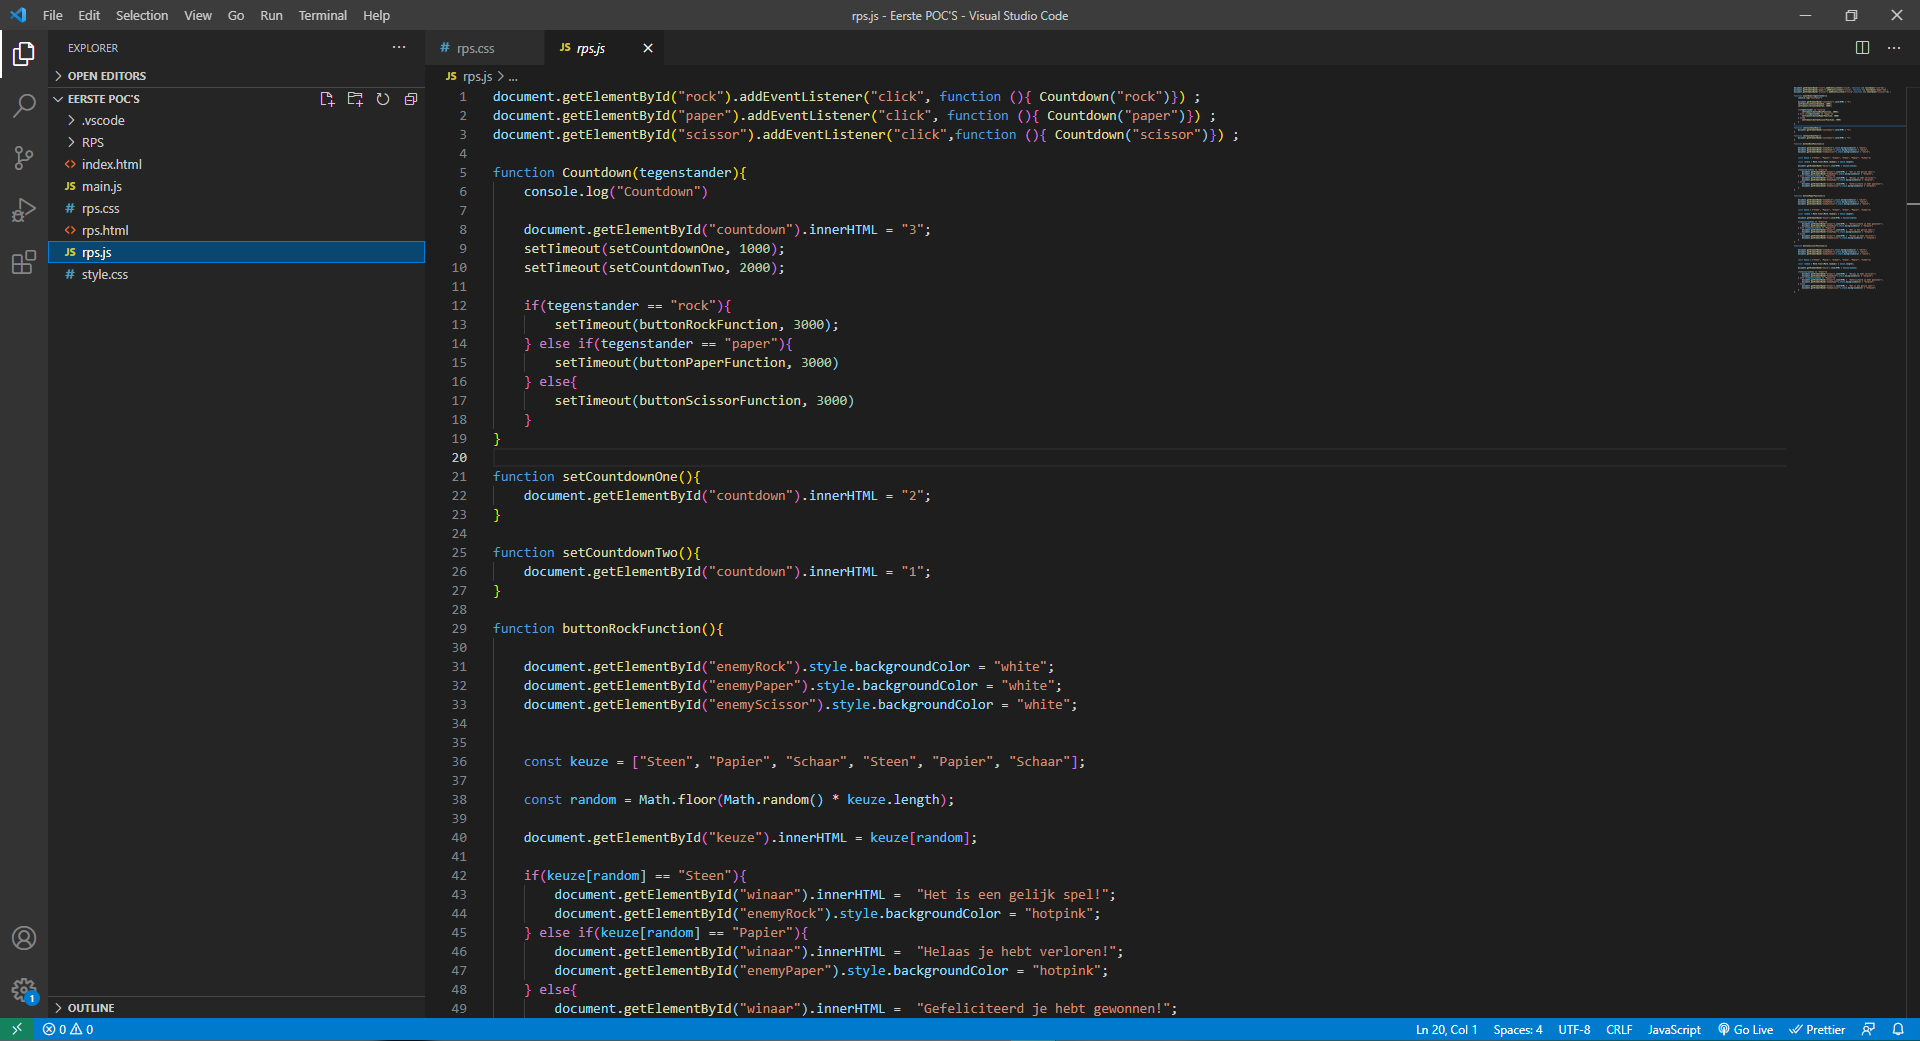 File Edit Selection View Go Run Terminal Help
rps.js - Eerste POC'S - Visual Studio Code
EXPLORER
OPEN EDITORS
EERSTE POC'S
.vscode
RPS
<> index.html
JS main.js
# rps.css
<> rps.html
JS rps.js
# style.css
OUTLINE
# rps.css
JS rps.js
JS rps.js > ...
1 document.getElementById("rock").addEventListener("click", function (){ Countdown("rock")}) ;
2 document.getElementById("paper").addEventListener("click", function (){ Countdown("paper")}) ;
3 document.getElementById("scissor").addEventListener("click",function (){ Countdown("scissor")}) ;
4
5 function Countdown(tegenstander){
6 console.log("Countdown")
7
8 document.getElementById("countdown").innerHTML = "3";
9 setTimeout(setCountdownOne, 1000);
10 setTimeout(setCountdownTwo, 2000);
11
12 if(tegenstander == "rock"){
13 setTimeout(buttonRockFunction, 3000);
14 } else if(tegenstander == "paper"){
15 setTimeout(buttonPaperFunction, 3000)
16 } else{
17 setTimeout(buttonScissorFunction, 3000)
18 }
19 }
20
21 function setCountdownOne(){
22 document.getElementById("countdown").innerHTML = "2";
23 }
24
25 function setCountdownTwo(){
26 document.getElementById("countdown").innerHTML = "1";
27 }
28
29 function buttonRockFunction(){
30
31 document.getElementById("enemyRock").style.backgroundColor = "white";
32 document.getElementById("enemyPaper").style.backgroundColor = "white";
33 document.getElementById("enemyScissor").style.backgroundColor = "white";
34
35
36 const keuze = ["Steen", "Papier", "Schaar", "Steen", "Papier", "Schaar"];
37
38 const random = Math.floor(Math.random() * keuze.length);
39
40 document.getElementById("keuze").innerHTML = keuze[random];
41
42 if(keuze[random] == "Steen"){
43 document.getElementById("winaar").innerHTML =  "Het is een gelijk spel!";
44 document.getElementById("enemyRock").style.backgroundColor = "hotpink";
45 } else if(keuze[random] == "Papier"){
46 document.getElementById("winaar").innerHTML =  "Helaas je hebt verloren!";
47 document.getElementById("enemyPaper").style.backgroundColor = "hotpink";
48 } else{
49 document.getElementById("winaar").innerHTML =  "Gefeliciteerd je hebt gewonnen!";
1
0 0
Ln 20, Col 1 Spaces: 4 UTF-8 CRLF JavaScript Go Live Prettier